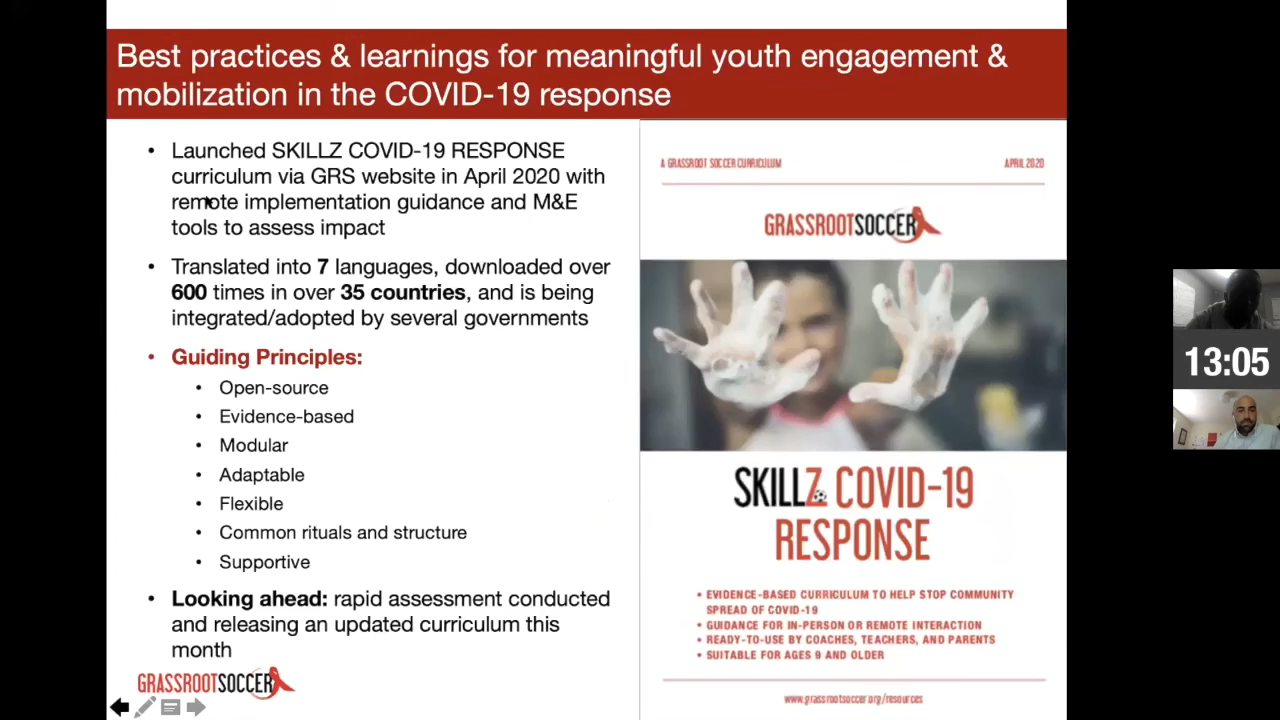 Best practices & learnings for meaningful youth engagement &
mobilization in the COVID-19 response
• Launched SKILLZ COVID-19 RESPONSE
curriculum via GRS website in April 2020 with
remote implementation guidance and M&E
tools to assess impact
• Translated into 7 languages, downloaded over
600 times in over 35 countries, and is being
integrated/adopted by several governments
• Guiding Principles:
• Open-source
• Evidence-based
• Modular
• Adaptable
• Flexible
• Common rituals and structure
• Supportive
• Looking ahead: rapid assessment conducted
and releasing an updated curriculum this
month
GRASSROOTSOCCER
A GRASSROOT SOCCER CURRICULUM
APRIL 2020
GRASSROOTSOCCER
SKILLZ COVID-19
RESPONSE
• EVIDENCE-BASED CURRICULUM TO HELP STOP COMMUNITY
SPREAD OF COVID-19
• GUIDANCE FOR IN-PERSON OR REMOTE INTERACTION
• READY-TO-USE BY COACHES, TEACHERS, AND PARENTS
• SUITABLE FOR AGES 9 AND OLDER
www.grassrootsoccer.org/resources
13:05